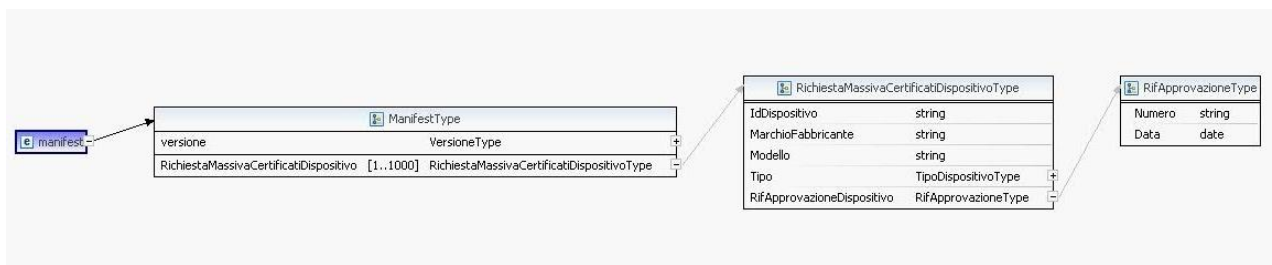 e manifest
ManifestType
versione VersioneType
RichiestaMassivaCertificatiDispositivo [1..1000] RichiestaMassivaCertificatiDispositivoType
RichiestaMassivaCertificatiDispositivoType
IdDispositivo string
MarchioFabbricante string
Modello string
Tipo TipoDispositivoType
RifApprovazioneDispositivo RifApprovazioneType
RifApprovazioneType
Numero string
Data date